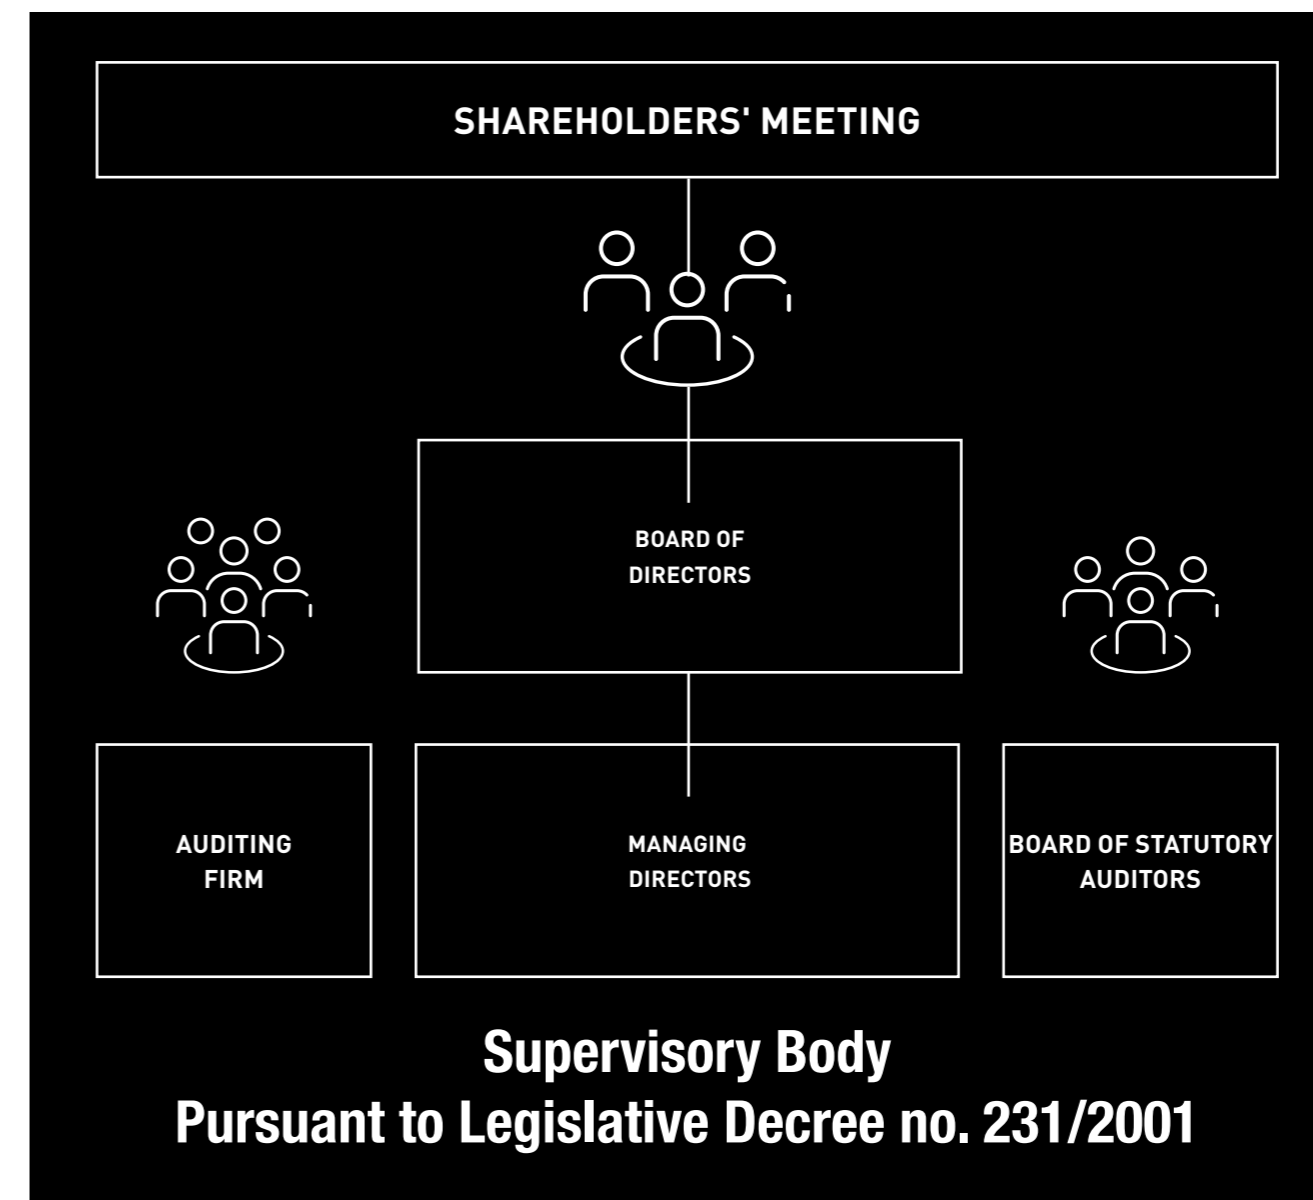 SHAREHOLDERS' MEETING
BOARD OF
DIRECTORS
AUDITING
FIRM
MANAGING
DIRECTORS
BOARD OF STATUTORY
AUDITORS
Supervisory Body
Pursuant to Legislative Decree no. 231/2001